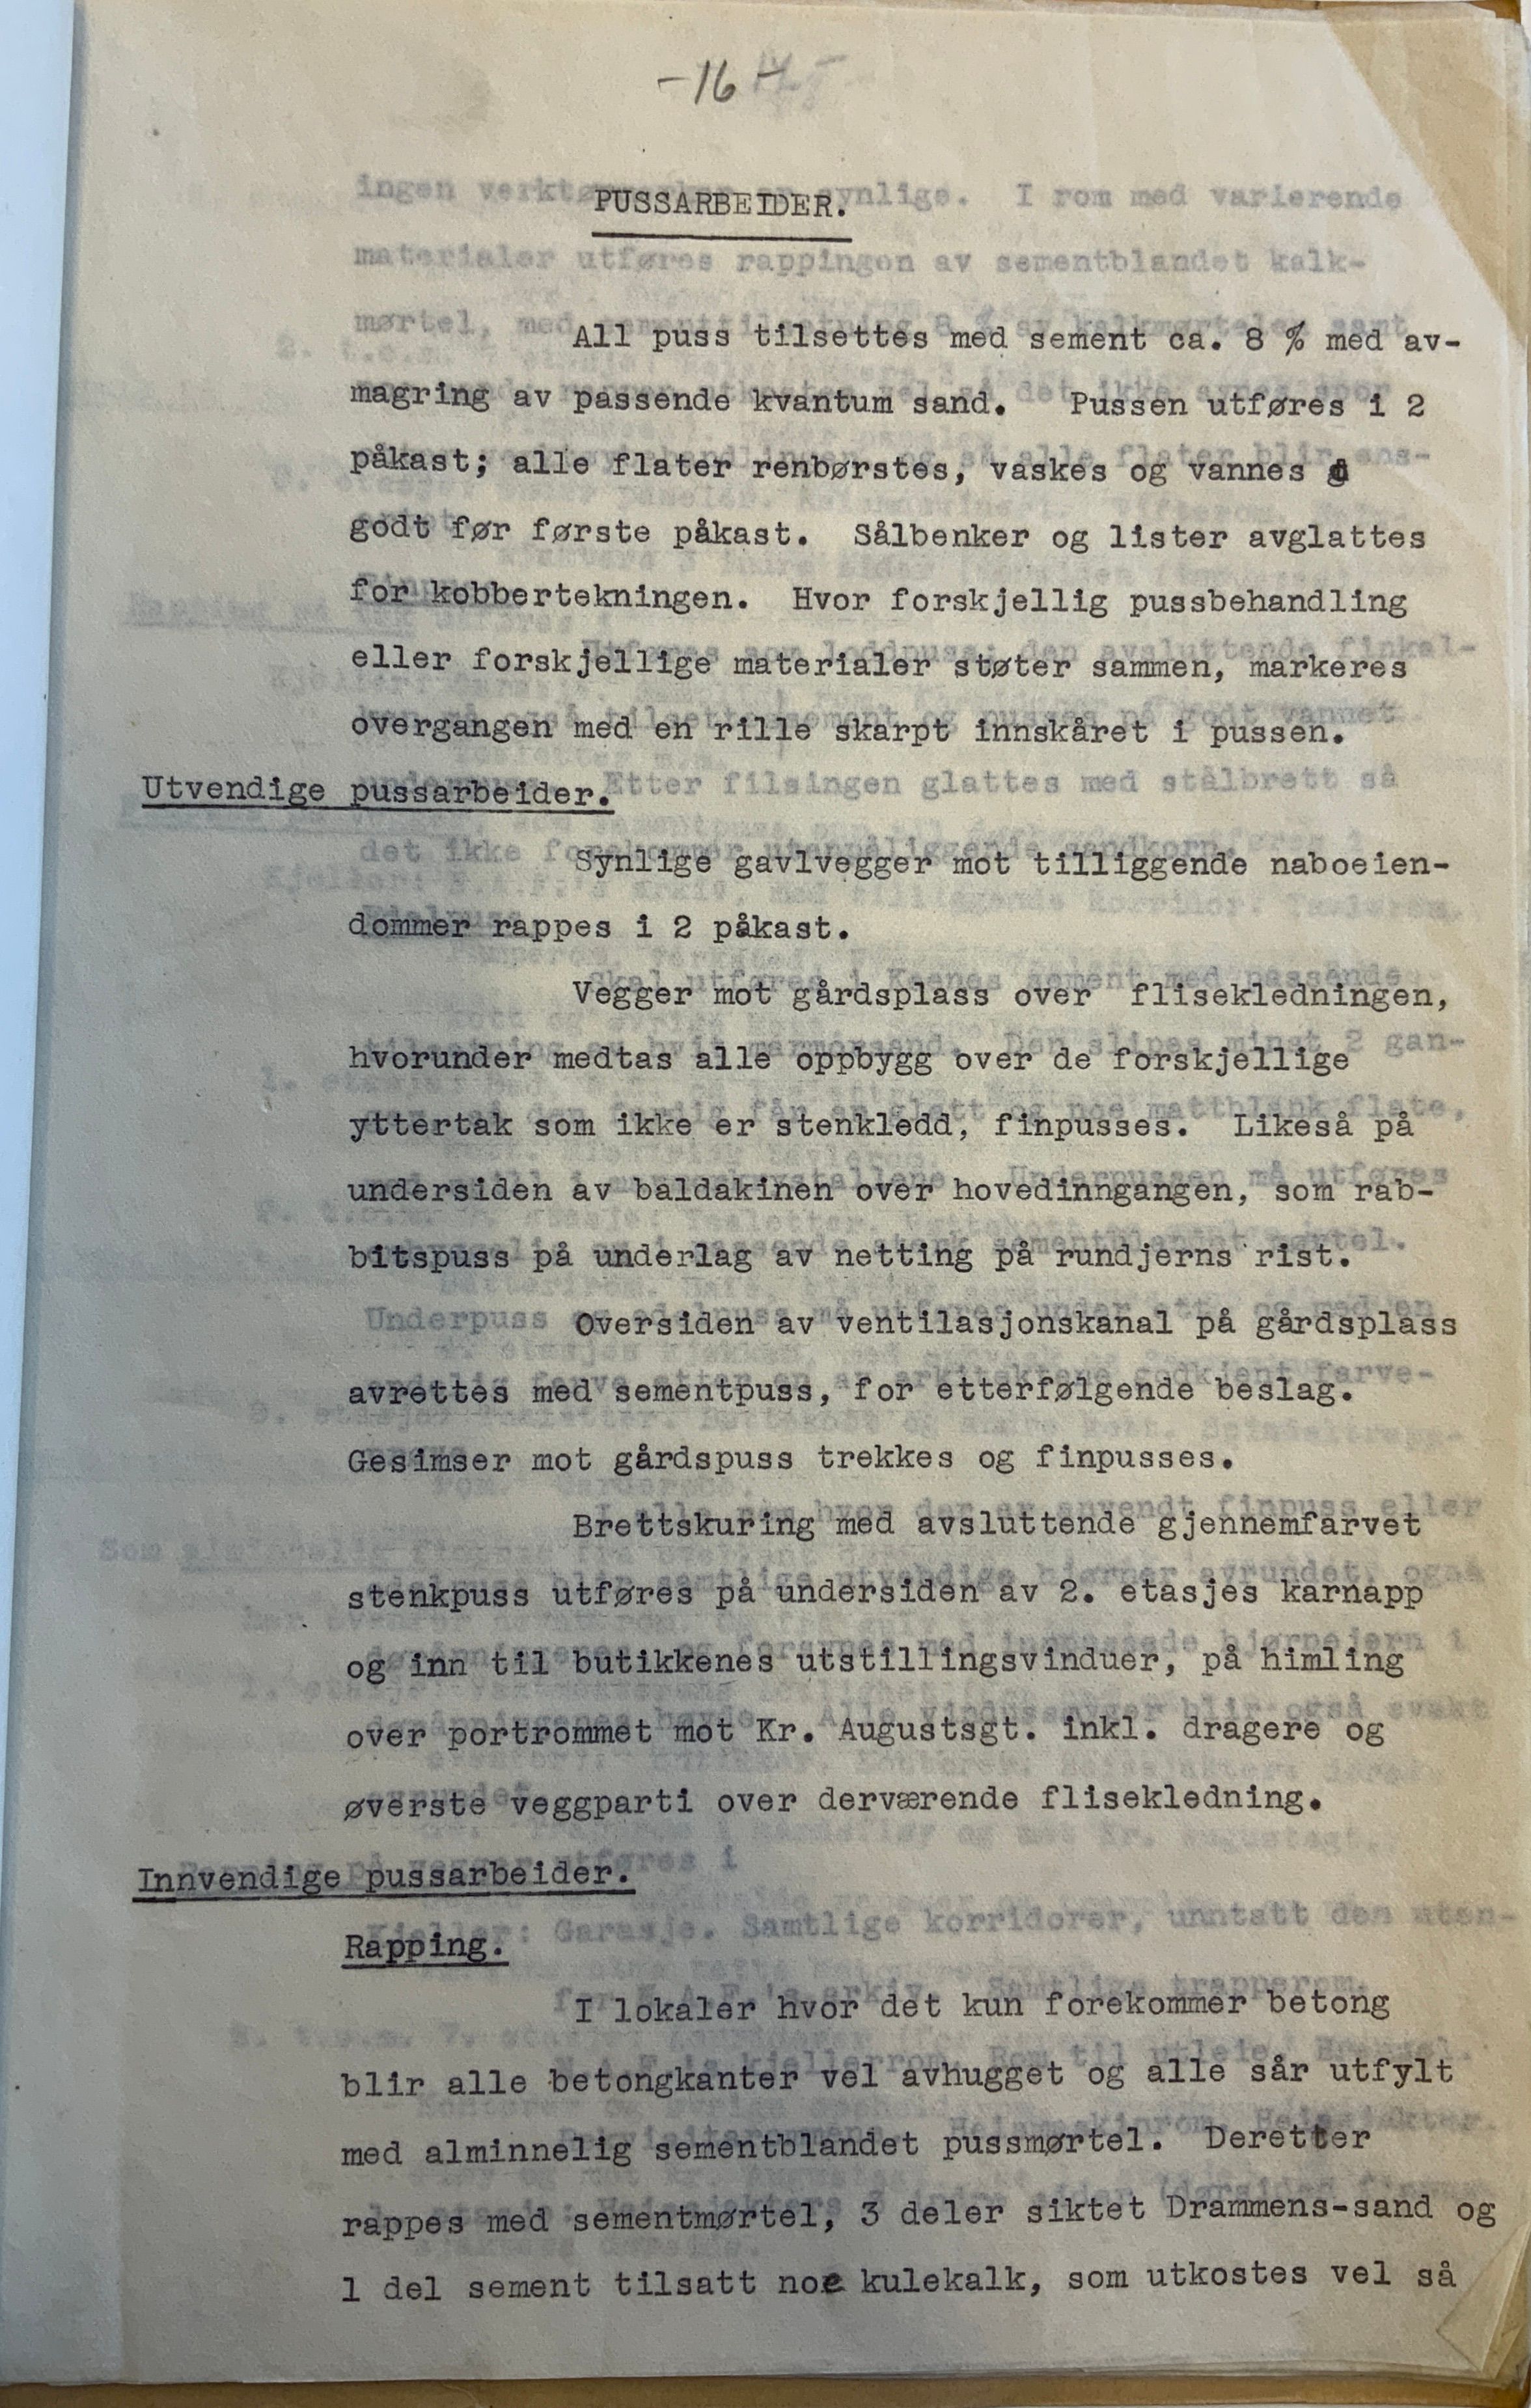 -16-
PUSSARBEIDER.
All puss tilsettes med sement ca. 8 % med av-
magring av passende kvantum sand. Pussen utføres i 2
påkast; alle flater renbørstes, vaskes og vannes
godt før første påkast. Sålbenker og lister avglattes
for kobbertekningen. Hvor forskjellig pussbehandling
eller forskjellige materialer støter sammen, markeres
overgangen med en rille skarpt innskåret i pussen.
Utvendige pussarbeider.
Synlige gavlvegger mot tilliggende naboeien-
dommer rappes i 2 påkast.
Vegger mot gårdsplass over flisekledningen,
hvorunder medtas alle oppbygg over de forskjellige
yttertak som ikke er stenkledd, finpusses. Likeså på
undersiden av baldakinen over hovedinngangen, som rab-
bitspuss på underlag av netting på rundjerns rist.
Oversiden av ventilasjonskanal på gårdsplass
avrettes med sementpuss, for etterfølgende beslag.
Gesimser mot gårdspuss trekkes og finpusses.
Brettskuring med avsluttende gjennemfarvet
stenkpuss utføres på undersiden av 2. etasjes karnapp
og inn til butikkenes utstillingsvinduer, på himling
over portrommet mot Kr. Augustsgt. inkl. dragere og
øverste veggparti over derværende flisekledning.
Innvendige pussarbeider.
Rapping.
I lokaler hvor det kun forekommer betong
blir alle betongkanter vel avhugget og alle sår utfylt
med alminnelig sementblandet pussmørtel. Deretter
rappes med sementmørtel, 3 deler siktet Drammens-sand og
1 del sement tilsatt noe kulekalk, som utkostes vel så